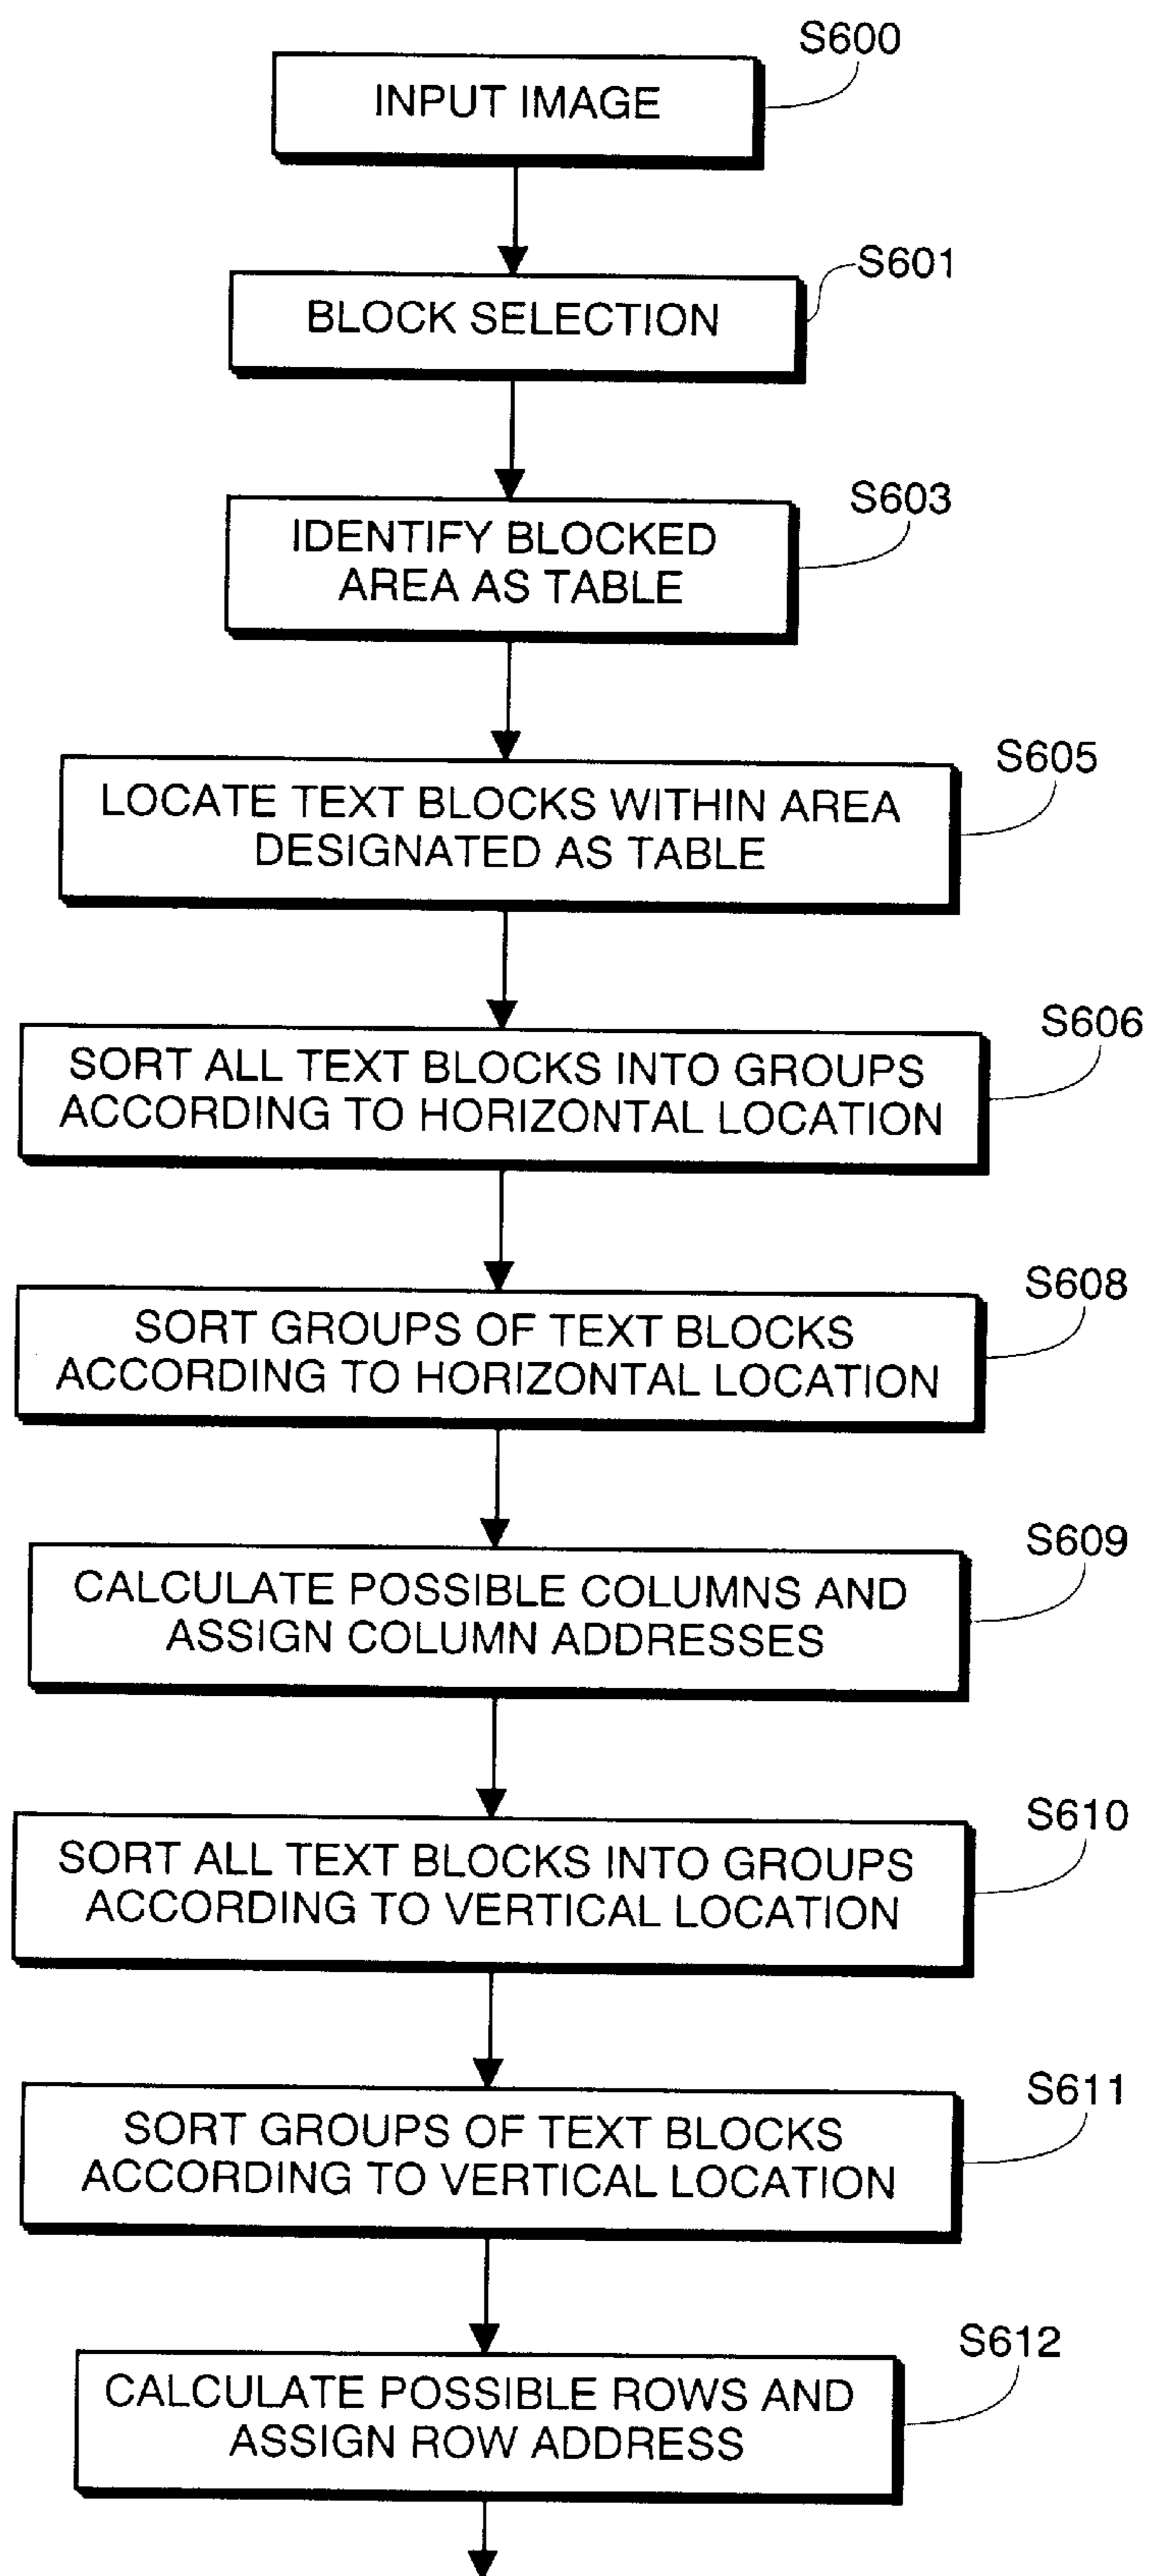 S600
INPUT IMAGE
S601
BLOCK SELECTION
S603
IDENTIFY BLOCKED
AREA AS TABLE
S605
LOCATE TEXT BLOCKS WITHIN AREA
DESIGNATED AS TABLE
S606
SORT ALL TEXT BLOCKS INTO GROUPS
ACCORDING TO HORIZONTAL LOCATION
S608
SORT GROUPS OF TEXT BLOCKS
ACCORDING TO HORIZONTAL LOCATION
S609
CALCULATE POSSIBLE COLUMNS AND
ASSIGN COLUMN ADDRESSES
S610
SORT ALL TEXT BLOCKS INTO GROUPS
ACCORDING TO VERTICAL LOCATION
S611
SORT GROUPS OF TEXT BLOCKS
ACCORDING TO VERTICAL LOCATION
S612
CALCULATE POSSIBLE ROWS AND
ASSIGN ROW ADDRESS